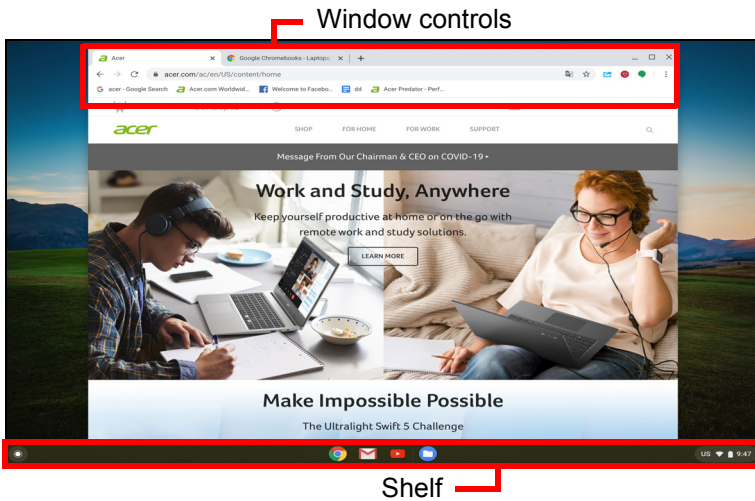 Window controls
Acer
Google Chromebooks - Laptops,
acer.com/ac/en/US/content/home
acer - Google Search
Acer.com Worldwid...
Welcome to Facebo...
dd
Acer Predator - Perf...
acer
SHOP
FOR HOME
FOR WORK
SUPPORT
Message From Our Chairman & CEO on COVID-19
Work and Study, Anywhere
Keep yourself productive at home or on the go with
remote work and study solutions.
LEARN MORE
Make Impossible Possible
The Ultralight Swift 5 Challenge
US 9:47
Shelf